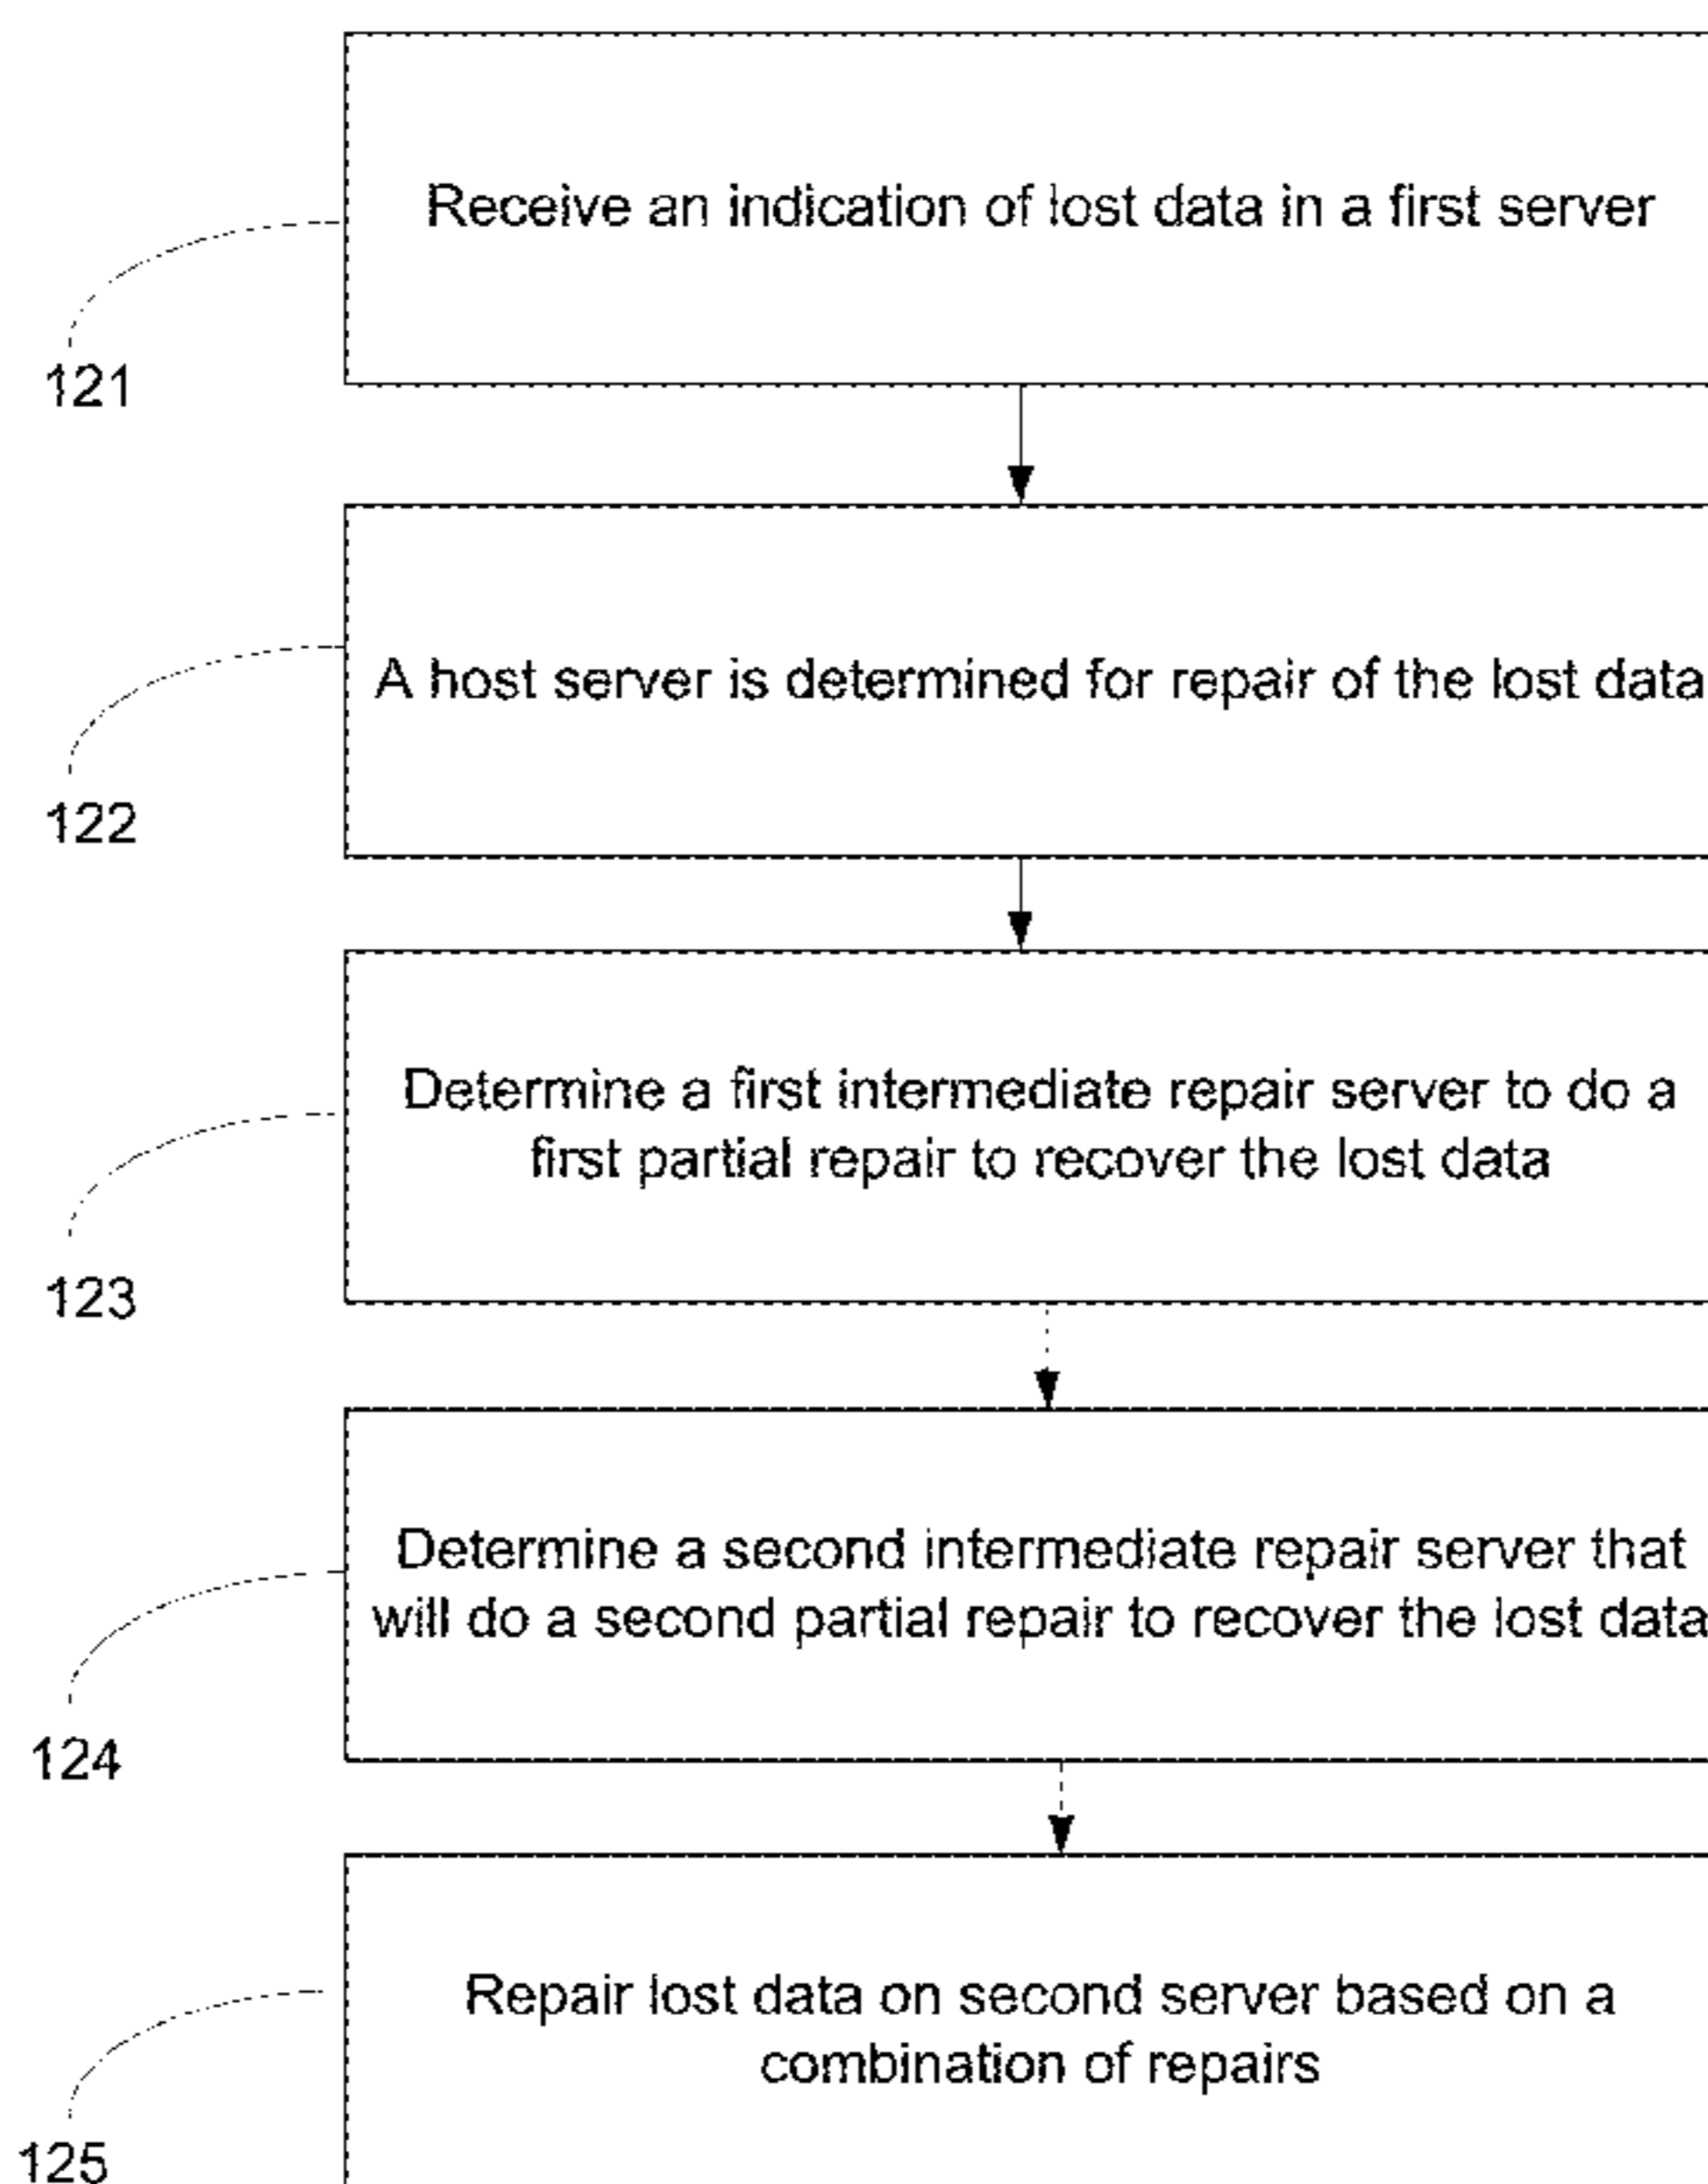 Receive an indication of lost data in a first server
121
A host server is determined for repair of the lost data
122
Determine a first intermediate repair server to do a
first partial repair to recover the lost data
123
Determine a second intermediate repair server that
will do a second partial repair to recover the lost data
124
Repair lost data on second server based on a
combination of repairs
125